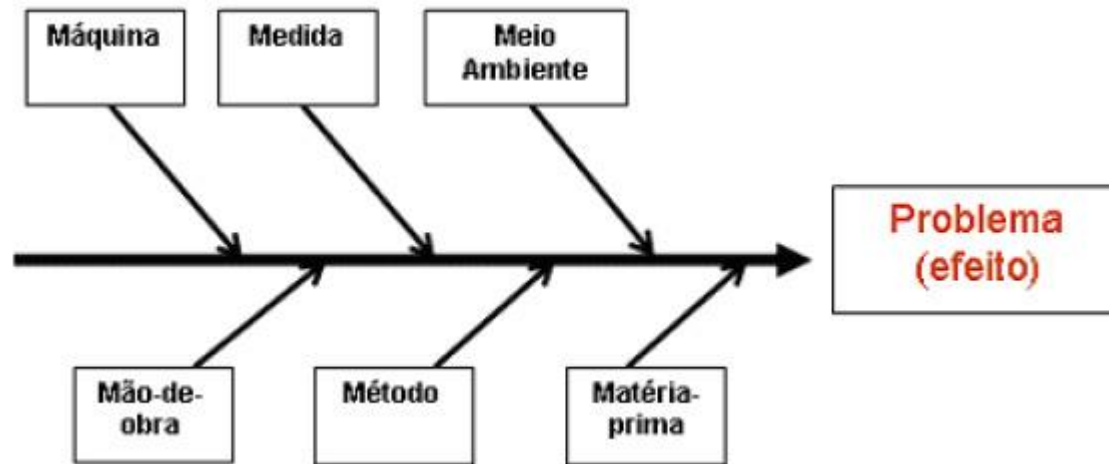 Máquina
Medida
Meio
Ambiente
Problema
(efeito)
Mão-de-
obra
Método
Matéria-
prima